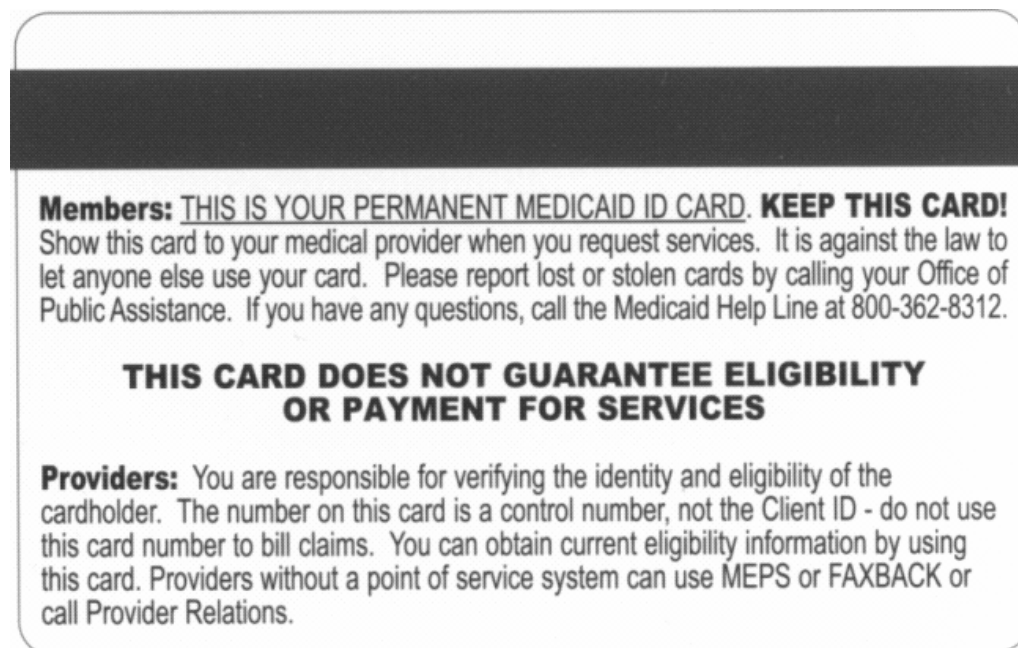 Members: THIS IS YOUR PERMANENT MEDICAID ID CARD. KEEP THIS CARD!
Show this card to your medical provider when you request services. It is against the law to
let anyone else use your card. Please report lost or stolen cards by calling your Office of
Public Assistance. If you have any questions, call the Medicaid Help Line at 800-362-8312.
THIS CARD DOES NOT GUARANTEE ELIGIBILITY
OR PAYMENT FOR SERVICES
Providers: You are responsible for verifying the identity and eligibility of the
cardholder. The number on this card is a control number, not the Client ID - do not use
this card number to bill claims. You can obtain current eligibility information by using
this card. Providers without a point of service system can use MEPS or FAXBACK or
call Provider Relations.